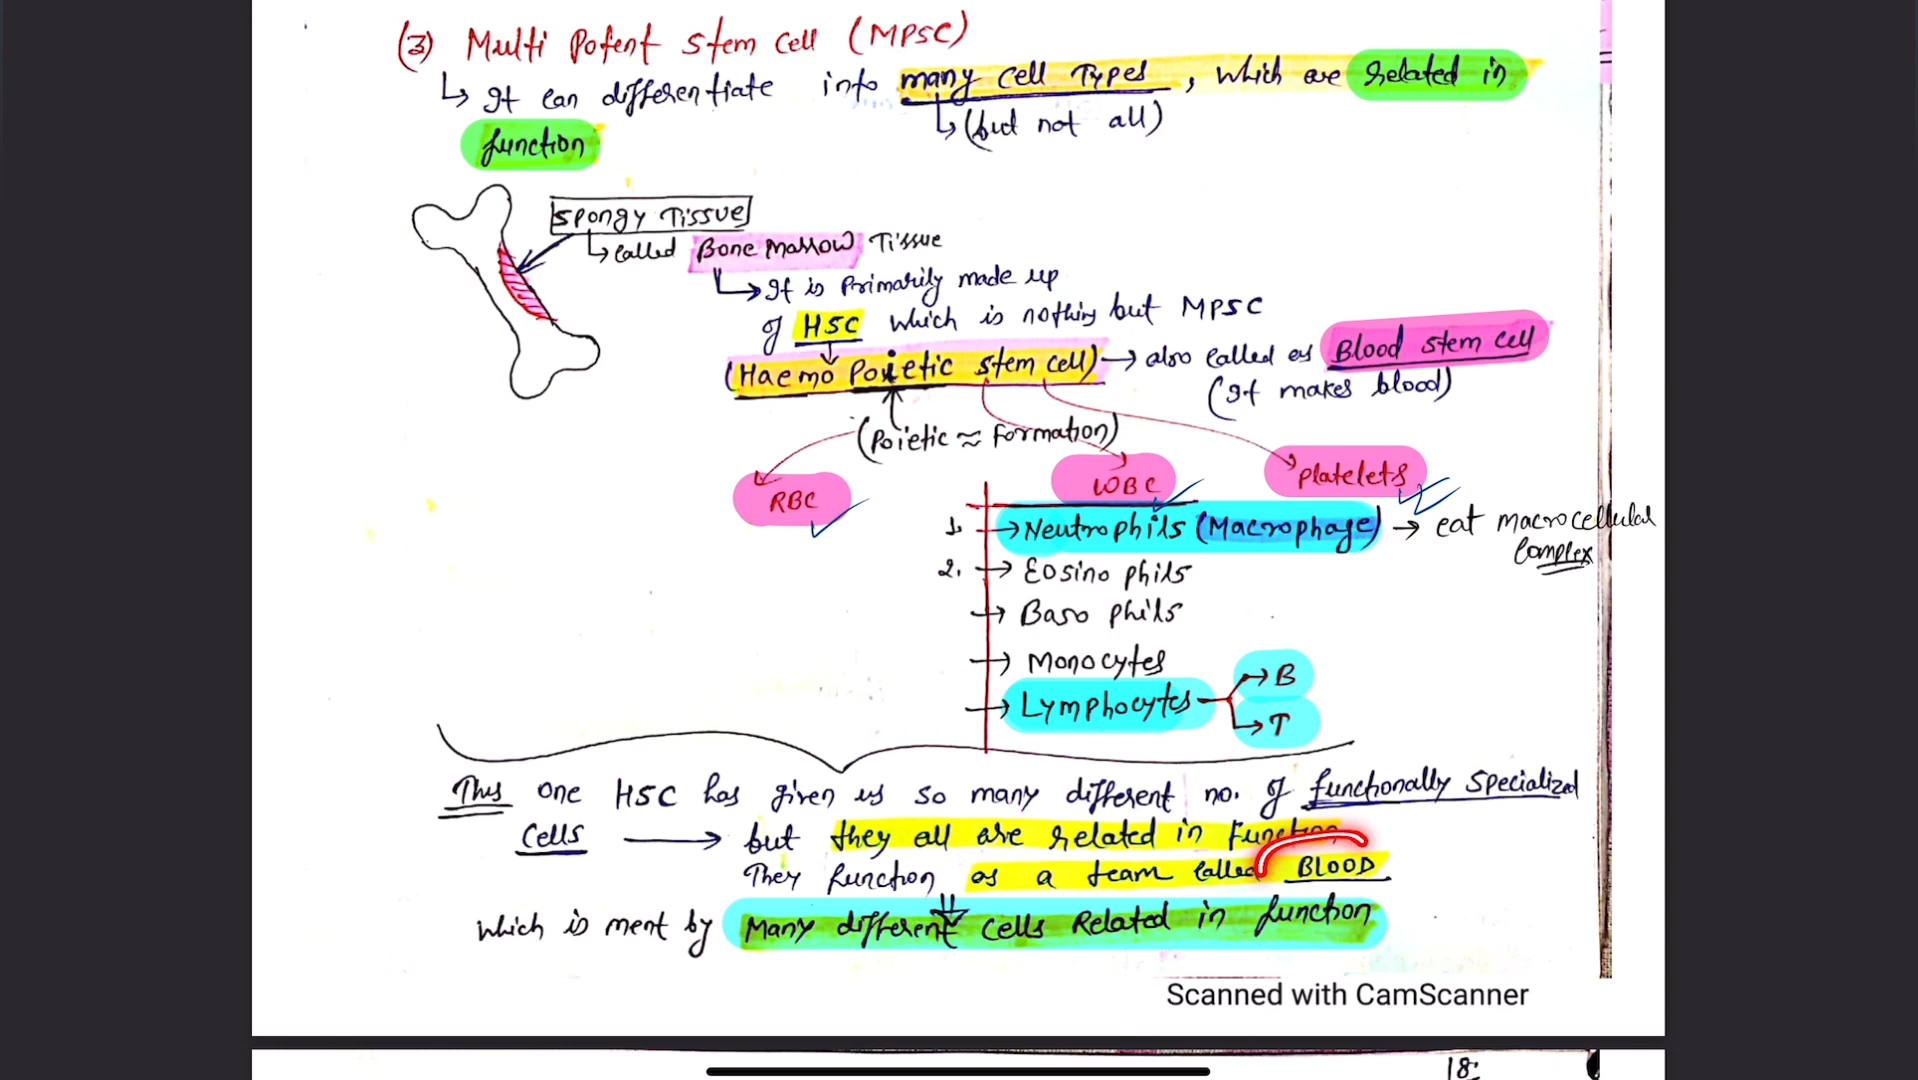 (3) Multi Potent stem cell (MPSC)
↳ It can differentiate into many cell Types, which are related in
↳ (but not all)
function
Spongy Tissue
↳ called Bone Marrow Tissue
↳ It is Primarily made up
of HSC which is nothing but MPSC
(Haemo Poietic stem cell) → also called as Blood stem cell
(It makes blood)
(Poietic ≈ Formation)
RBC WBC Platelets
1. → Neutrophils (Macrophage) → eat macrocellular
complex
2. → Eosino phils
→ Baso phils
→ Monocytes
→ Lymphocytes → B
→ T
This one HSC has given us so many different no. of functionally specialized
cells → but they all are related in Function
They function as a team called BLOOD
which is ment by Many different cells Related in function
Scanned with CamScanner
18: